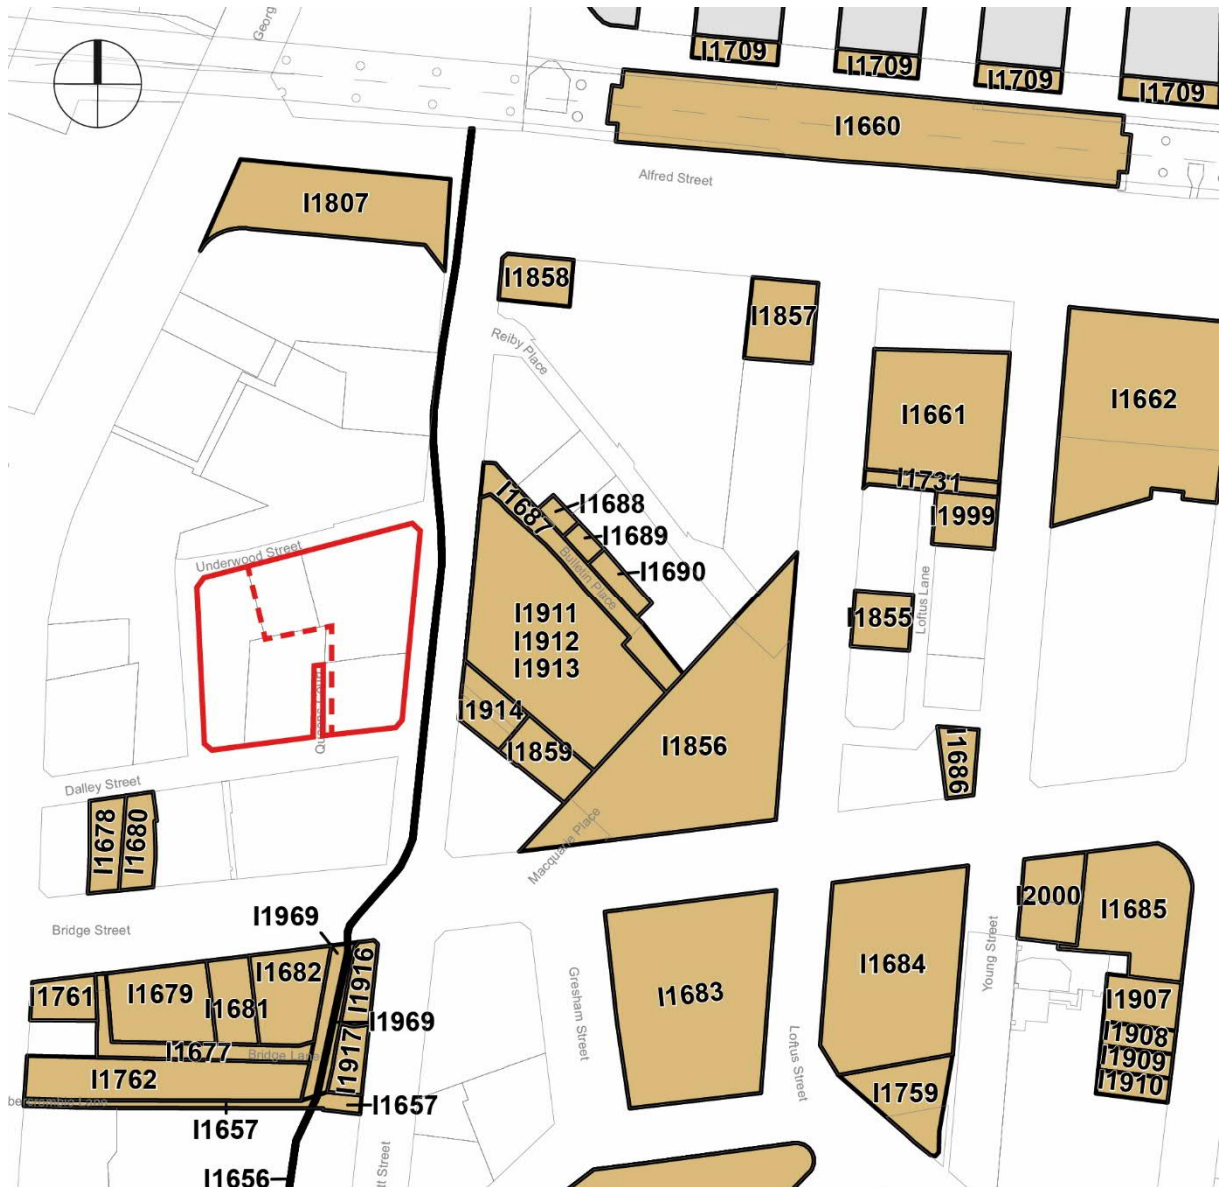 Georg
I1709
I1709
I1709
I1709
I1660
Alfred Street
I1807
I1858
I1857
Reiby Place
I1661
I1662
I1731
I1999
I1687
I1688
I1689
I1690
Bulletin Place
Underwood Street
I1911
I1912
I1913
I1855
Loftus Lane
I1914
I1859
I1856
I1686
Dalley Street
I1678
I1680
Macquarie Place
Bridge Street
I1969
I2000
I1685
I1761
I1679
I1681
I1682
I1916
I1683
I1684
Gresham Street
Young Street
I1907
I1908
I1909
I1910
I1969
I1917
I1677
Bridge Lane
I1762
Loftus Street
I1759
I1657
I1657
I1656
tt Street